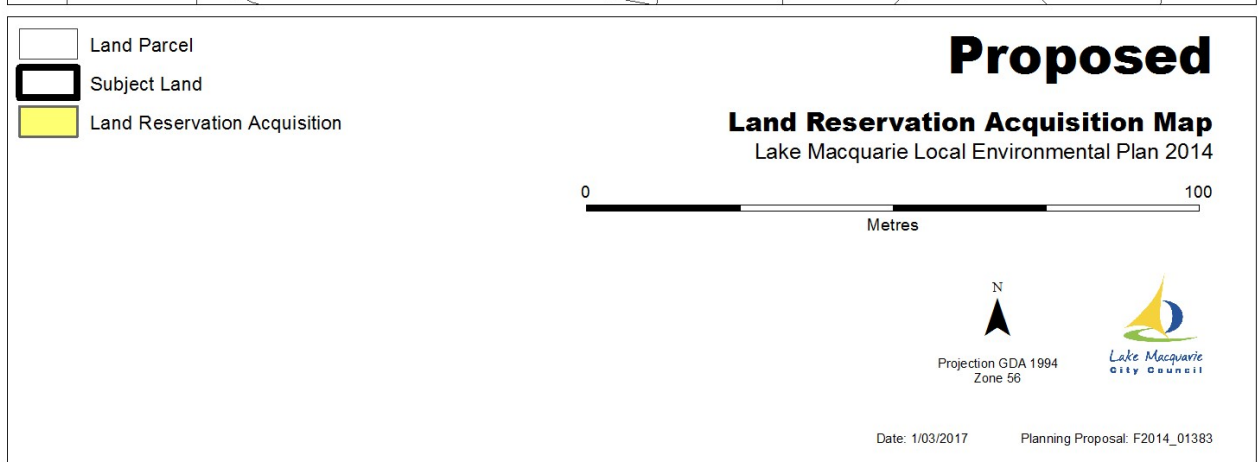 Land Parcel
Subject Land
Land Reservation Acquisition
Proposed
Land Reservation Acquisition Map
Lake Macquarie Local Environmental Plan 2014
0 100
Metres
N
Projection GDA 1994
Zone 56
Lake Macquarie
City Council
Date: 1/03/2017 Planning Proposal: F2014_01383